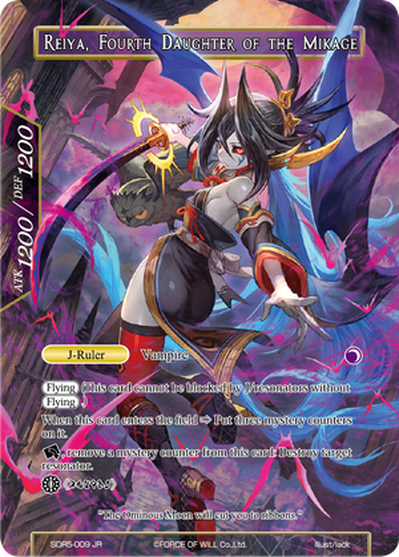 REIYA, FOURTH DAUGHTER OF THE MIKAGE
ATK 1200 / DEF 1200
J-Ruler Vampire
Flying (This card cannot be blocked by J/resonators without
Flying.)
When this card enters the field ⇒ Put three mystery counters
on it.
, remove a mystery counter from this card: Destroy target
resonator.
"The Ominous Moon will cut you to ribbons."
SDR5-009 JR ©FORCE OF WILL Co.,Ltd. Illust/lack